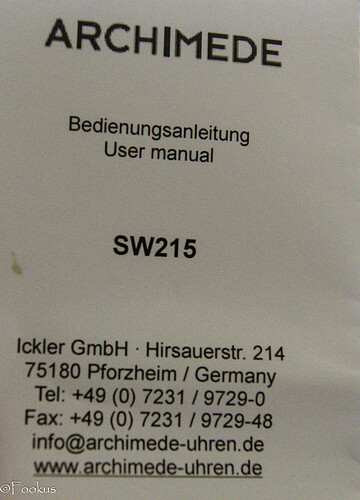 ARCHIMEDE
Bedienungsanleitung
User manual
SW215
Ickler GmbH · Hirsauerstr. 214
75180 Pforzheim / Germany
Tel: +49 (0) 7231 / 9729-0
Fax: +49 (0) 7231 / 9729-48
info@archimede-uhren.de
www.archimede-uhren.de
©Fookus